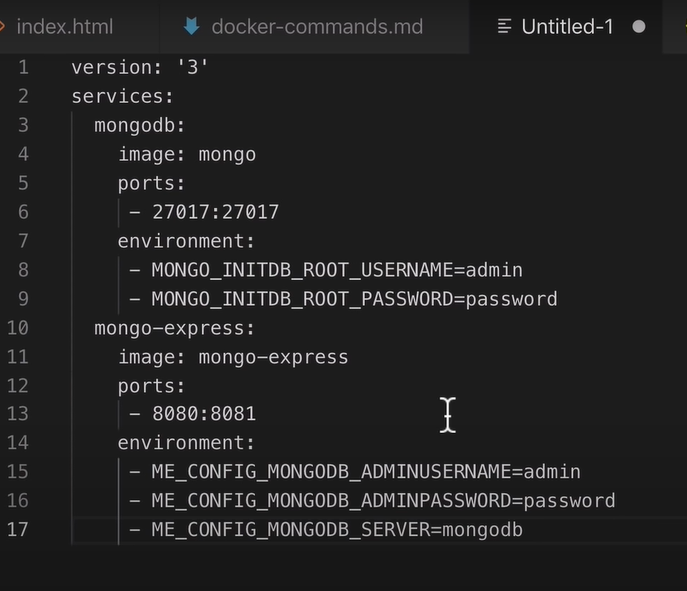 index.html docker-commands.md Untitled-1
1 version: '3'
2 services:
3   mongodb:
4     image: mongo
5     ports:
6      - 27017:27017
7     environment:
8      - MONGO_INITDB_ROOT_USERNAME=admin
9      - MONGO_INITDB_ROOT_PASSWORD=password
10   mongo-express:
11     image: mongo-express
12     ports:
13      - 8080:8081
14     environment:
15      - ME_CONFIG_MONGODB_ADMINUSERNAME=admin
16      - ME_CONFIG_MONGODB_ADMINPASSWORD=password
17      - ME_CONFIG_MONGODB_SERVER=mongodb